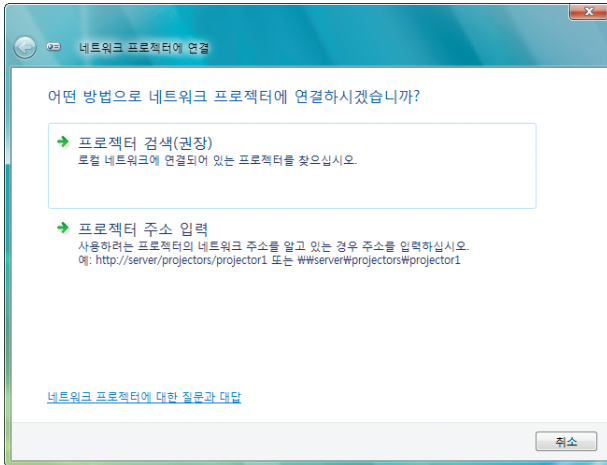 네트워크 프로젝터에 연결
어떤 방법으로 네트워크 프로젝터에 연결하시겠습니까?
프로젝터 검색(권장)
로컬 네트워크에 연결되어 있는 프로젝터를 찾으십시오.
프로젝터 주소 입력
사용하려는 프로젝터의 네트워크 주소를 알고 있는 경우 주소를 입력하십시오.
예: http://server/projectors/projector1 또는 ₩₩server₩projectors₩projector1
네트워크 프로젝터에 대한 질문과 대답
취소